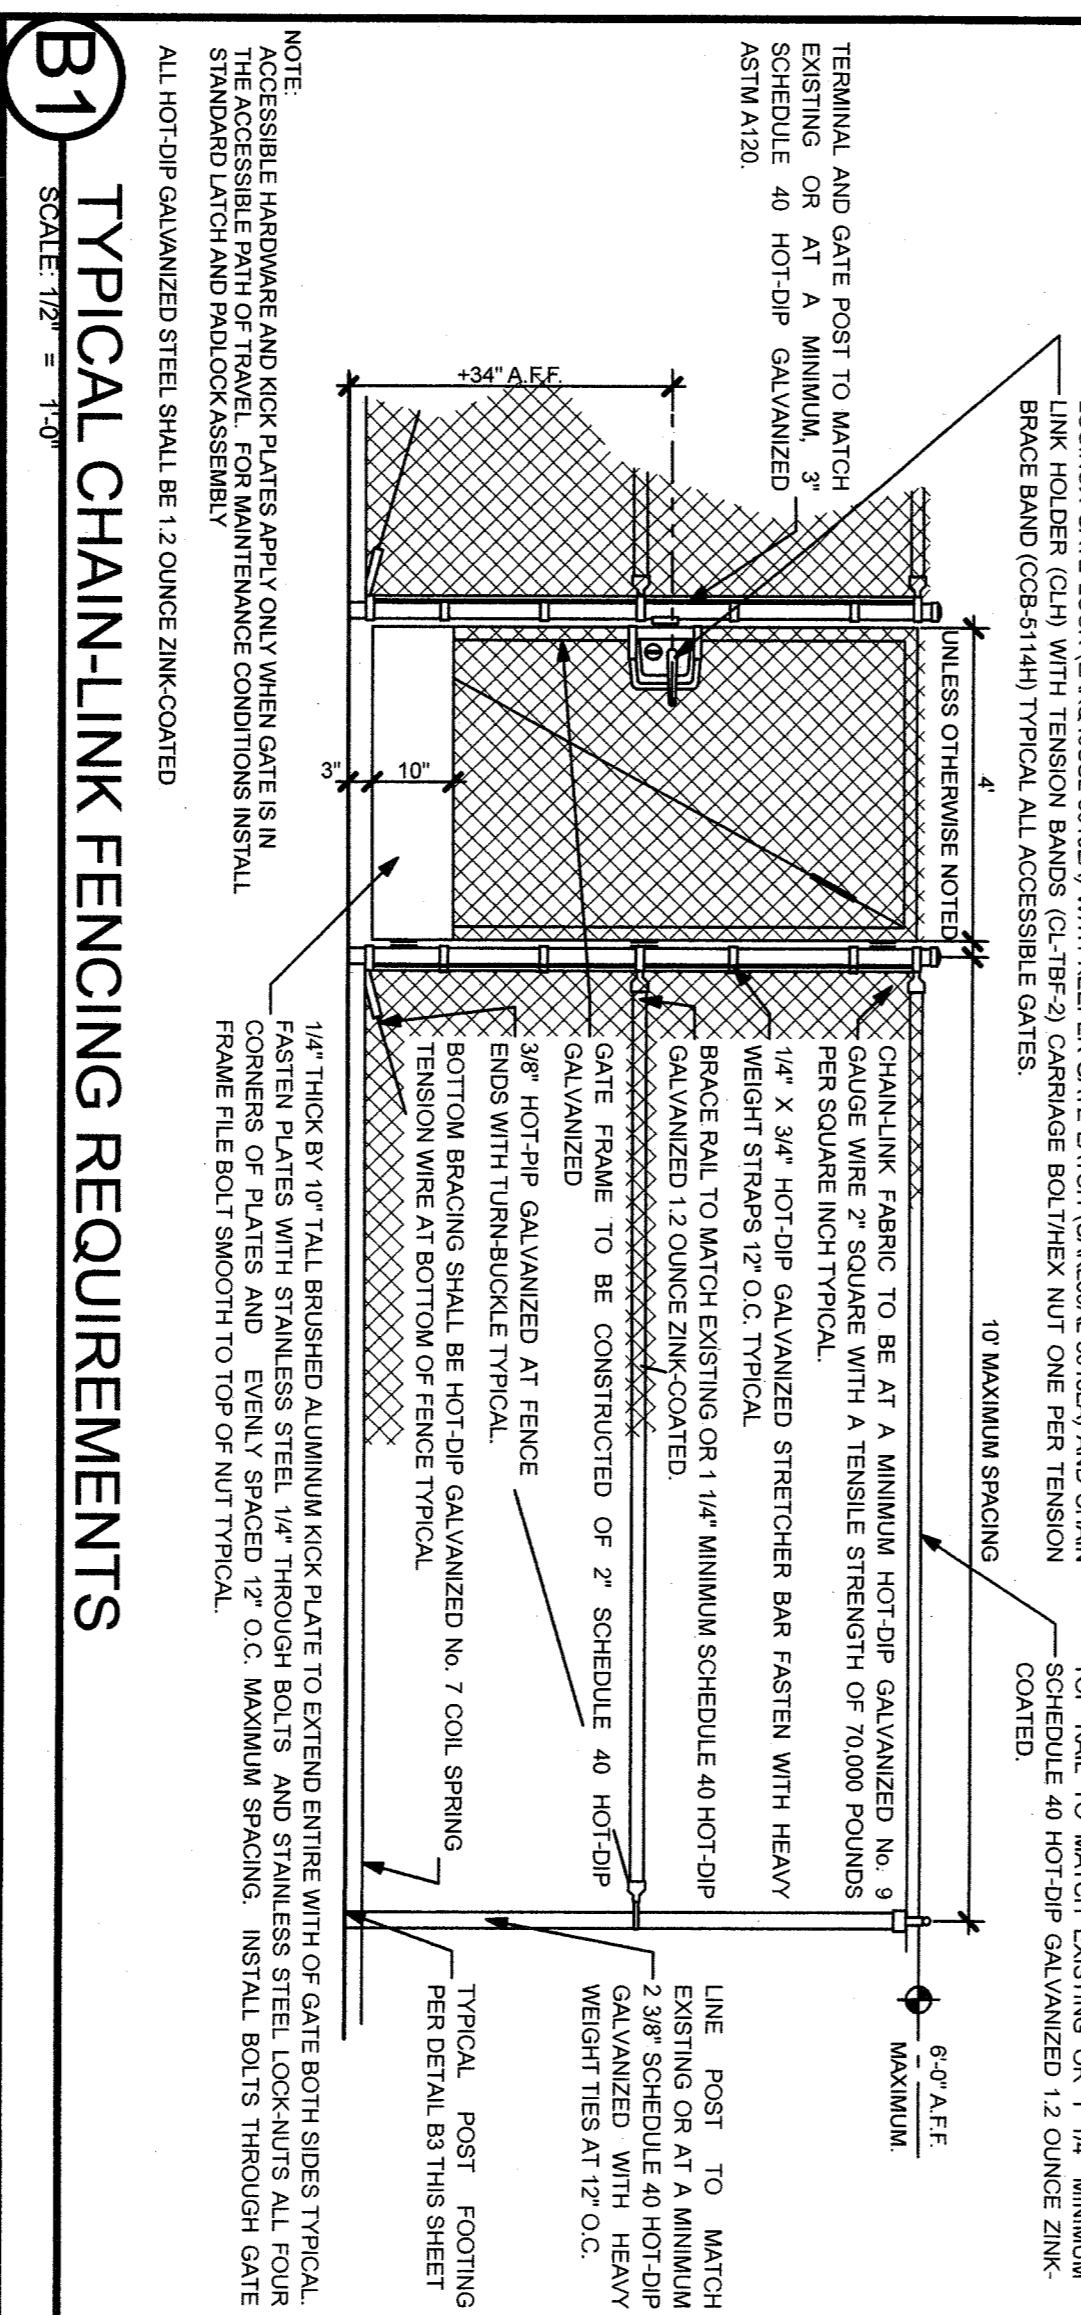 LINK HOLDER (CLH) WITH TENSION BANDS (CL-TBF-2) CARRIAGE BOLT/HEX NUT ONE PER TENSION
BRACE BAND (CCB-5114H) TYPICAL ALL ACCESSIBLE GATES.
TOP RAIL TO MATCH EXISTING OR 1 1/4" MINIMUM
SCHEDULE 40 HOT-DIP GALVANIZED 1.2 OUNCE ZINK-
COATED.
TERMINAL AND GATE POST TO MATCH
EXISTING OR AT A MINIMUM, 3"
SCHEDULE 40 HOT-DIP GALVANIZED
ASTM A120.
4'
UNLESS OTHERWISE NOTED
10' MAXIMUM SPACING
6'-0" A.F.F.
MAXIMUM.
+34" A.F.F.
3"
10"
CHAIN-LINK FABRIC TO BE AT A MINIMUM HOT-DIP GALVANIZED No. 9
GAUGE WIRE 2" SQUARE WITH A TENSILE STRENGTH OF 70,000 POUNDS
PER SQUARE INCH TYPICAL.
1/4" X 3/4" HOT-DIP GALVANIZED STRETCHER BAR FASTEN WITH HEAVY
WEIGHT STRAPS 12" O.C. TYPICAL
BRACE RAIL TO MATCH EXISTING OR 1 1/4" MINIMUM SCHEDULE 40 HOT-DIP
GALVANIZED 1.2 OUNCE ZINK-COATED.
GATE FRAME TO BE CONSTRUCTED OF 2" SCHEDULE 40 HOT-DIP
GALVANIZED
3/8" HOT-PIP GALVANIZED AT FENCE
ENDS WITH TURN-BUCKLE TYPICAL.
BOTTOM BRACING SHALL BE HOT-DIP GALVANIZED No. 7 COIL SPRING
TENSION WIRE AT BOTTOM OF FENCE TYPICAL
LINE POST TO MATCH
EXISTING OR AT A MINIMUM
2 3/8" SCHEDULE 40 HOT-DIP
GALVANIZED WITH HEAVY
WEIGHT TIES AT 12" O.C.
TYPICAL POST FOOTING
PER DETAIL B3 THIS SHEET
1/4" THICK BY 10" TALL BRUSHED ALUMINUM KICK PLATE TO EXTEND ENTIRE WITH OF GATE BOTH SIDES TYPICAL.
FASTEN PLATES WITH STAINLESS STEEL 1/4" THROUGH BOLTS AND STAINLESS STEEL LOCK-NUTS ALL FOUR
CORNERS OF PLATES AND EVENLY SPACED 12" O.C. MAXIMUM SPACING. INSTALL BOLTS THROUGH GATE
FRAME FILE BOLT SMOOTH TO TOP OF NUT TYPICAL.
NOTE:
ACCESSIBLE HARDWARE AND KICK PLATES APPLY ONLY WHEN GATE IS IN
THE ACCESSIBLE PATH OF TRAVEL. FOR MAINTENANCE CONDITIONS INSTALL
STANDARD LATCH AND PADLOCK ASSEMBLY
ALL HOT-DIP GALVANIZED STEEL SHALL BE 1.2 OUNCE ZINK-COATED
B1
TYPICAL CHAIN-LINK FENCING REQUIREMENTS
SCALE: 1/2" = 1'-0"